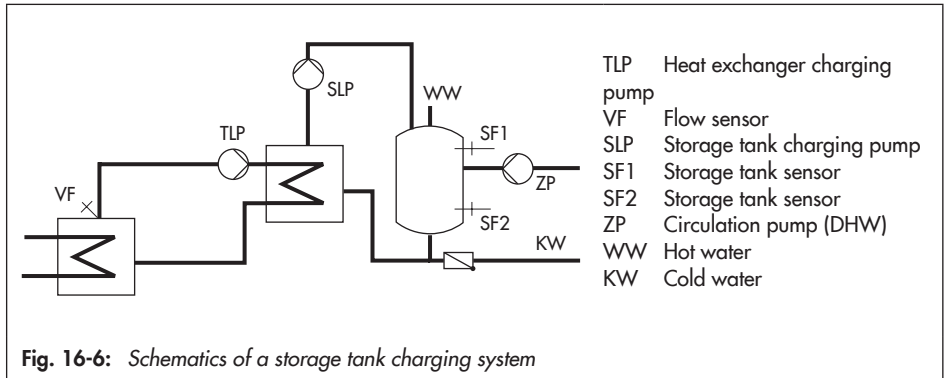 SLP
WW
TLP
SF1
VF
ZP
SF2
KW
TLP Heat exchanger charging
pump
VF Flow sensor
SLP Storage tank charging pump
SF1 Storage tank sensor
SF2 Storage tank sensor
ZP Circulation pump (DHW)
WW Hot water
KW Cold water
Fig. 16-6: Schematics of a storage tank charging system